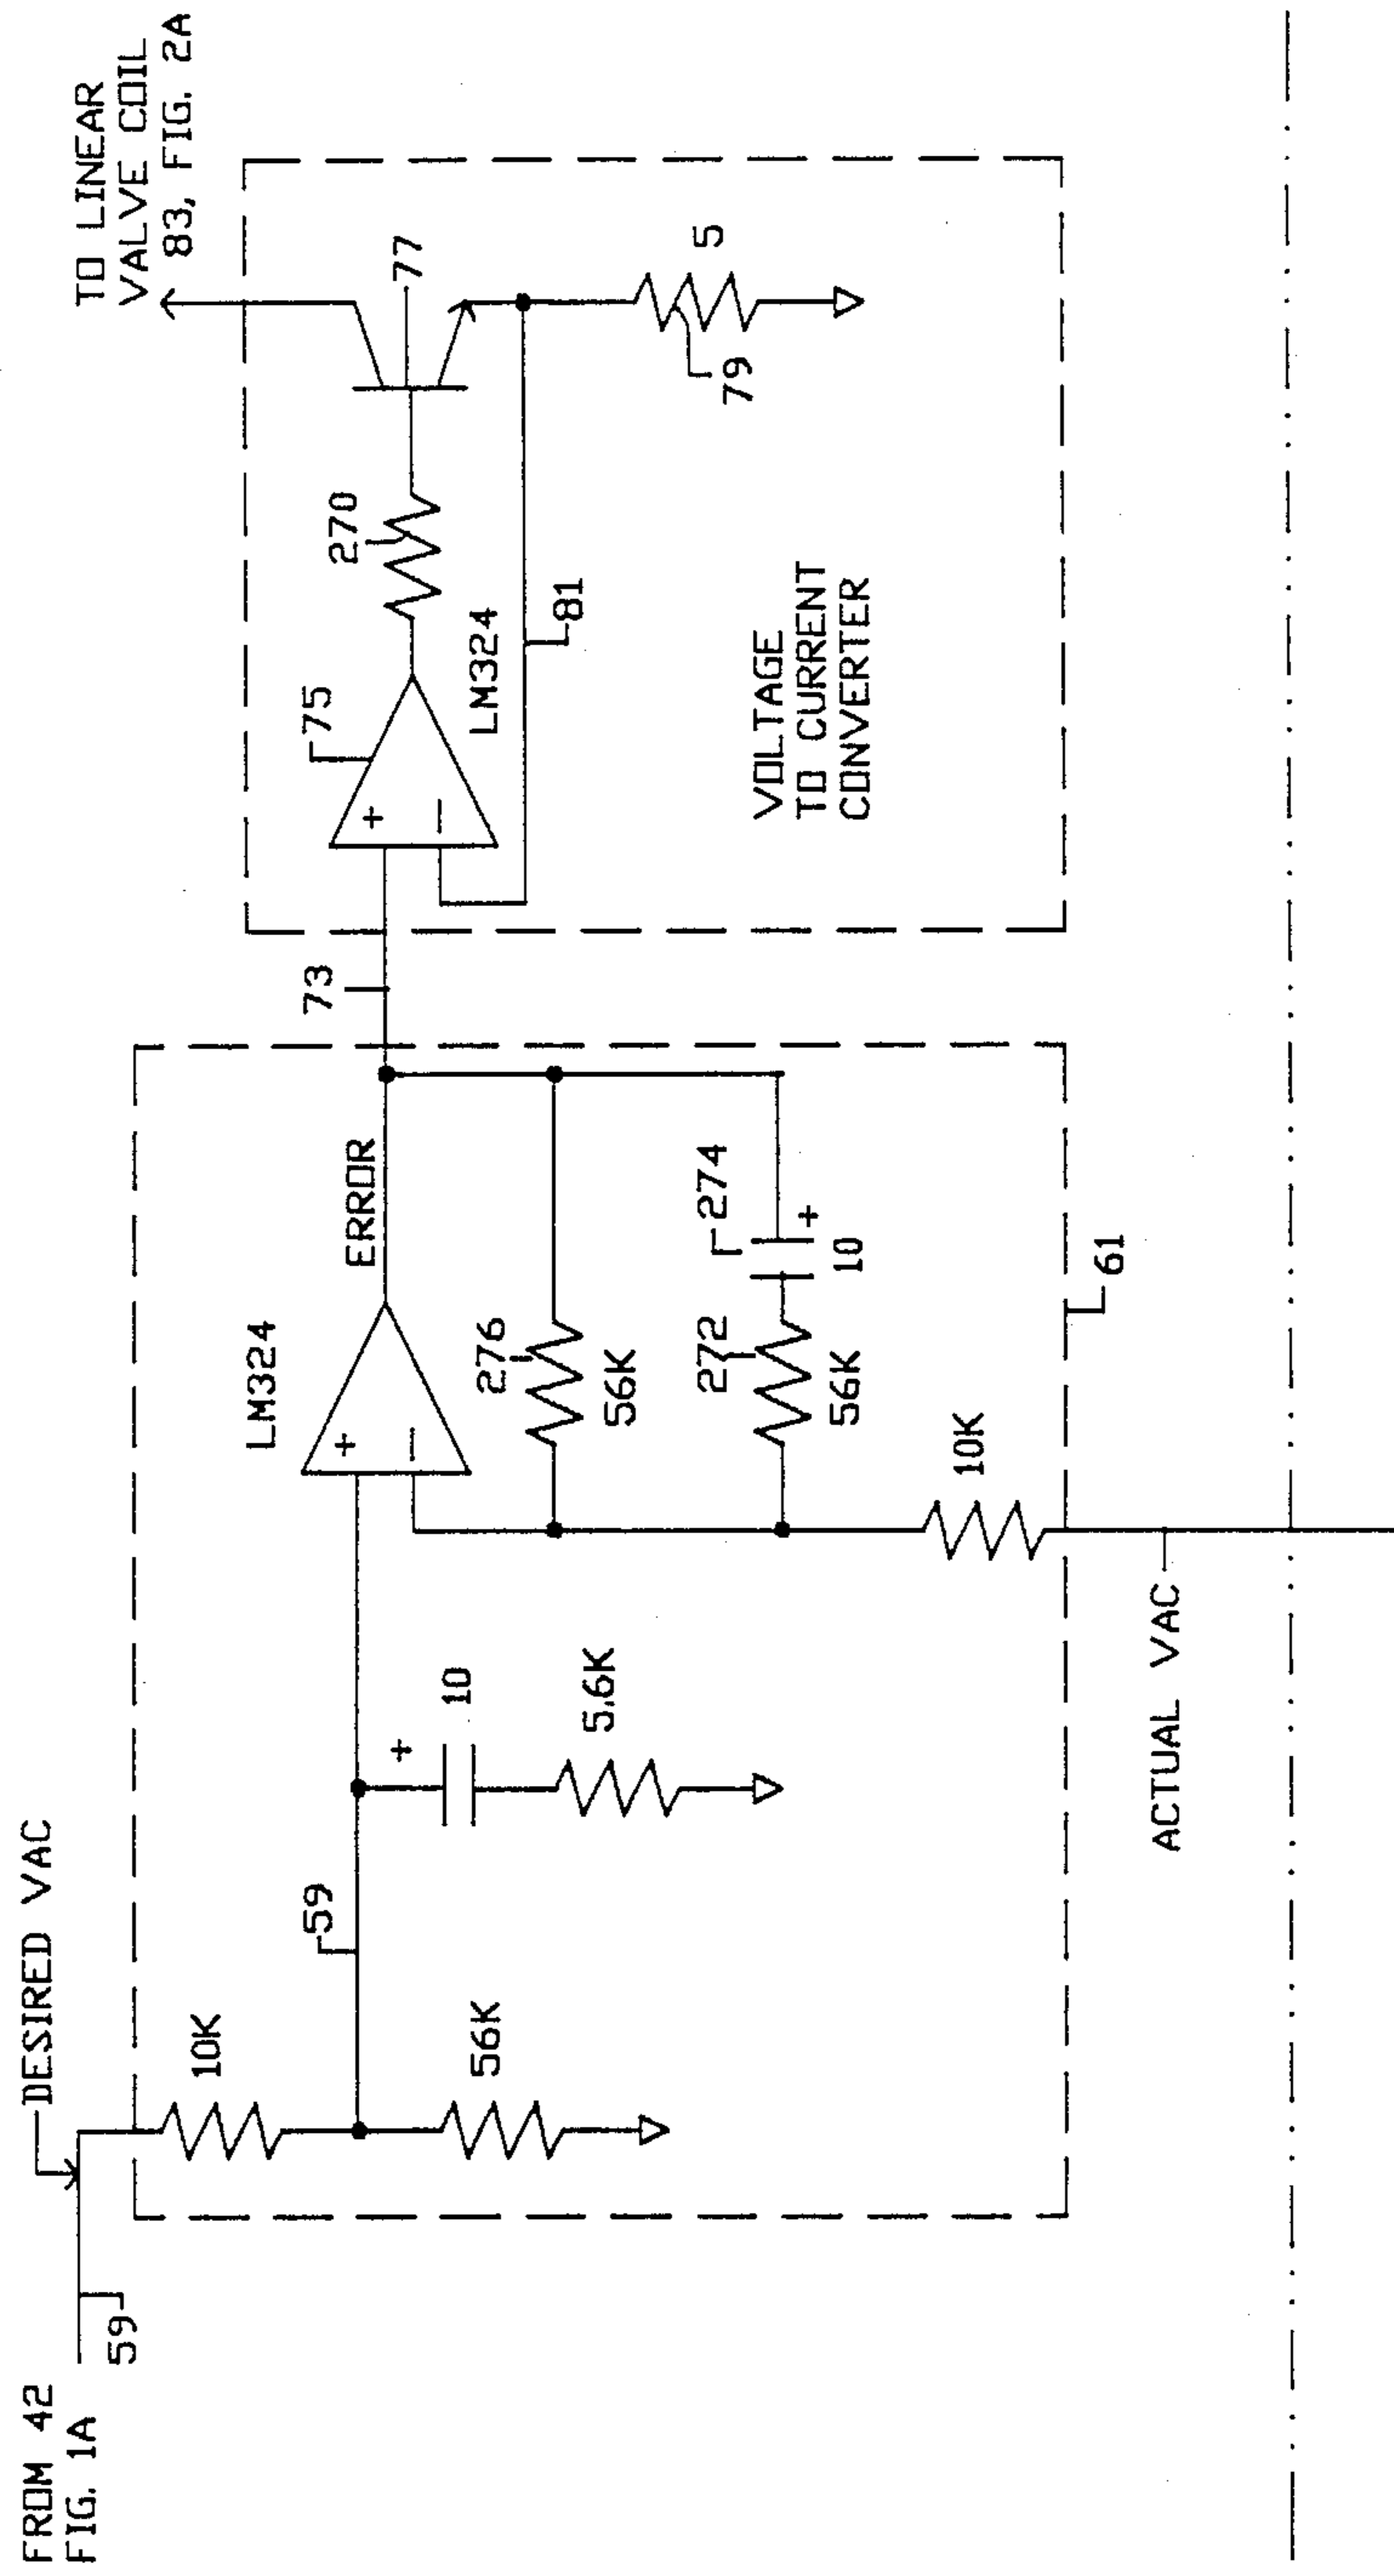 FROM 42
FIG. 1A
59
DESIRED VAC
10K
59
56K
+
10
5.6K
LM324
+
−
ERROR
276
56K
272
56K
274
+
10
10K
61
ACTUAL VAC
73
75
+
−
LM324
270
81
77
TO LINEAR
VALVE COIL
83, FIG. 2A
79
5
VOLTAGE
TO CURRENT
CONVERTER